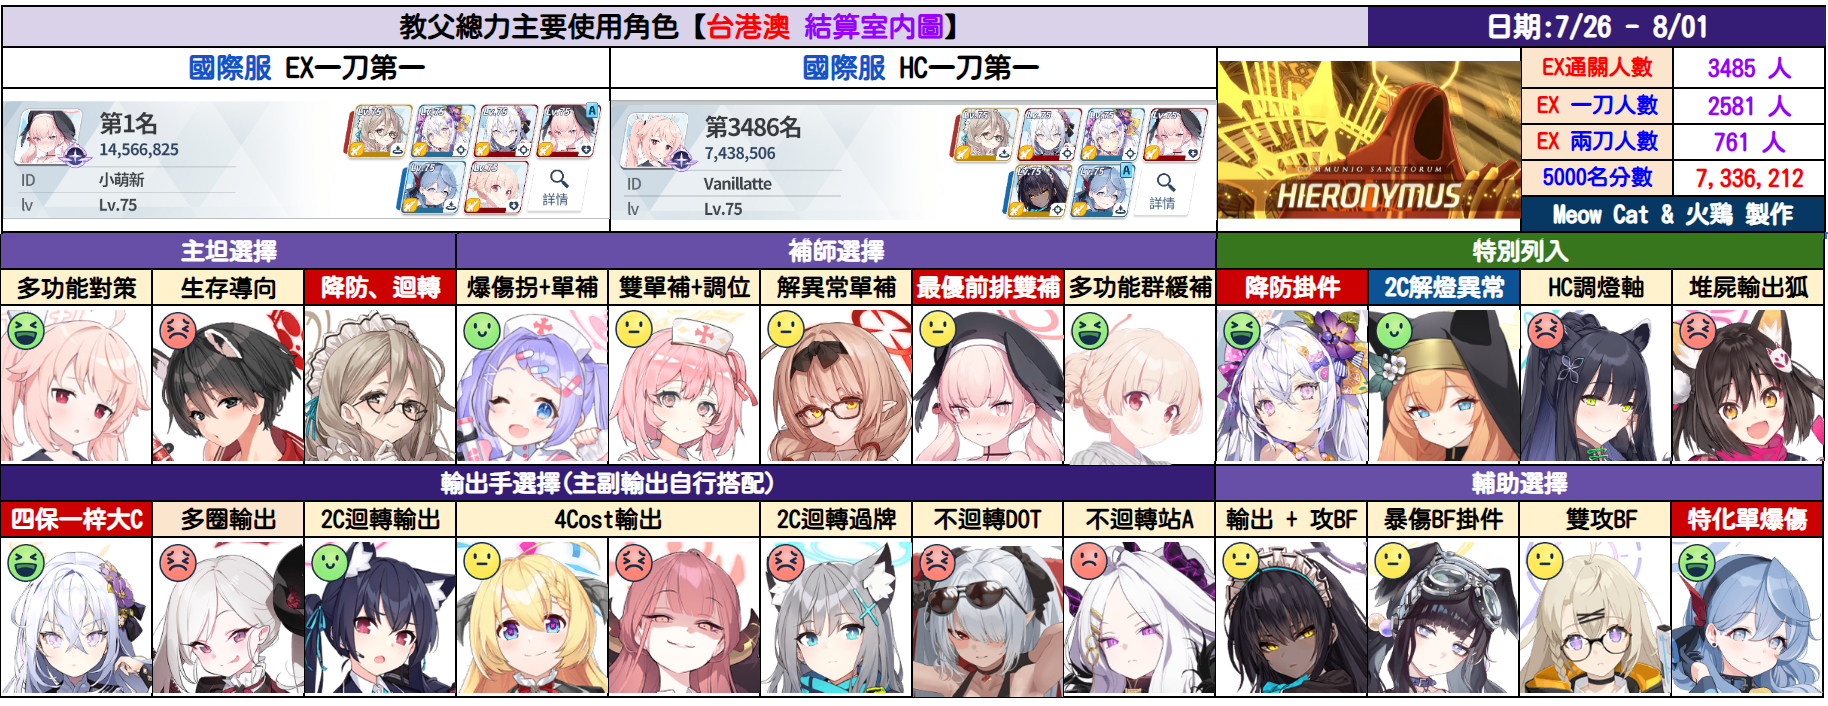 教父總力主要使用角色【台港澳 結算室內圖】
日期:7/26 - 8/01
國際服 EX一刀第一
國際服 HC一刀第一
第1名
14,566,825
ID 小萌新
lv Lv.75
Lv.75 Lv.75 Lv.75 Lv.75 A
Lv.75 Lv.75
詳情
第3486名
7,438,506
ID Vanillatte
lv Lv.75
Lv.75 Lv.75 Lv.75 Lv.75
Lv.75 Lv.75 A
詳情
COMMUNIO SANCTORUM
HIERONYMUS
EX通關人數 3485 人
EX 一刀人數 2581 人
EX 兩刀人數 761 人
5000名分數 7,336,212
Meow Cat & 火鶏 製作
主坦選擇 補師選擇 特別列入
多功能對策 生存導向 降防、迴轉 爆傷拐+單補 雙單補+調位 解異常單補 最優前排雙補 多功能群緩補 降防掛件 2C解燈異常 HC調燈軸 堆屍輸出狐
輸出手選擇(主副輸出自行搭配) 輔助選擇
四保一梓大C 多圈輸出 2C迴轉輸出 4Cost輸出 2C迴轉過牌 不迴轉DOT 不迴轉站A 輸出 + 攻BF 暴傷BF掛件 雙攻BF 特化單爆傷